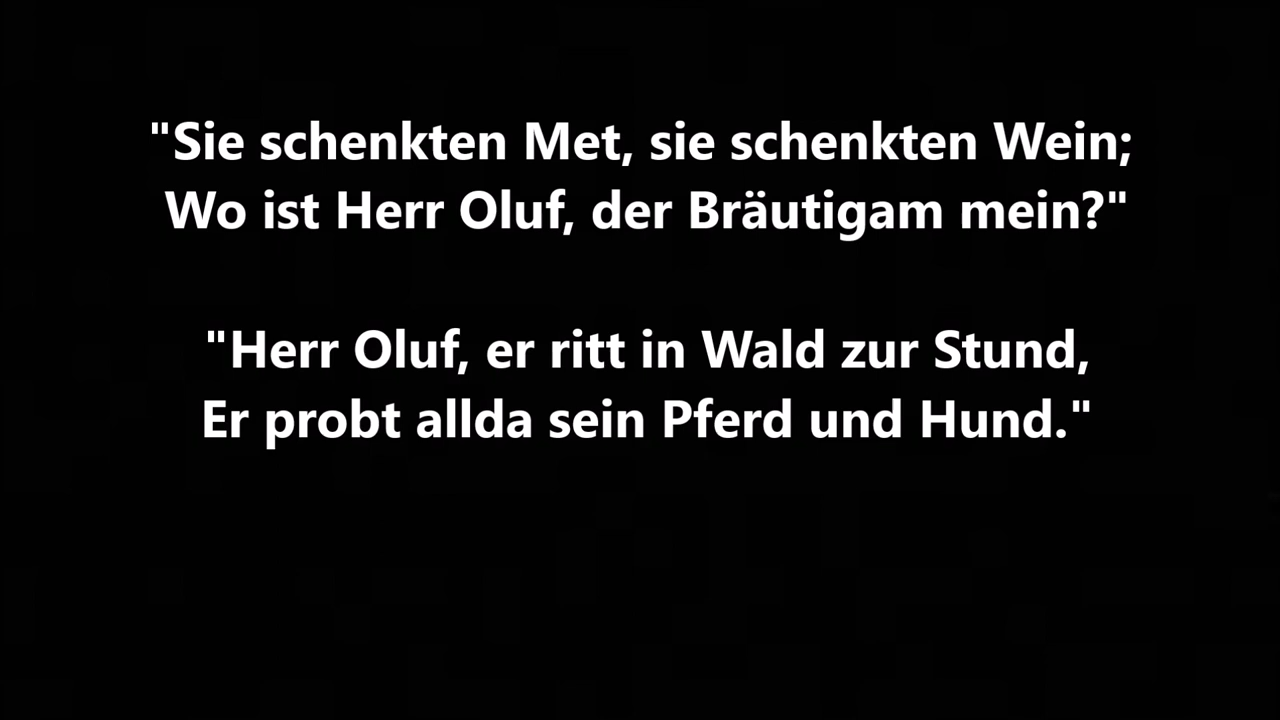 "Sie schenkten Met, sie schenkten Wein;
Wo ist Herr Oluf, der Bräutigam mein?"
"Herr Oluf, er ritt in Wald zur Stund,
Er probt allda sein Pferd und Hund."